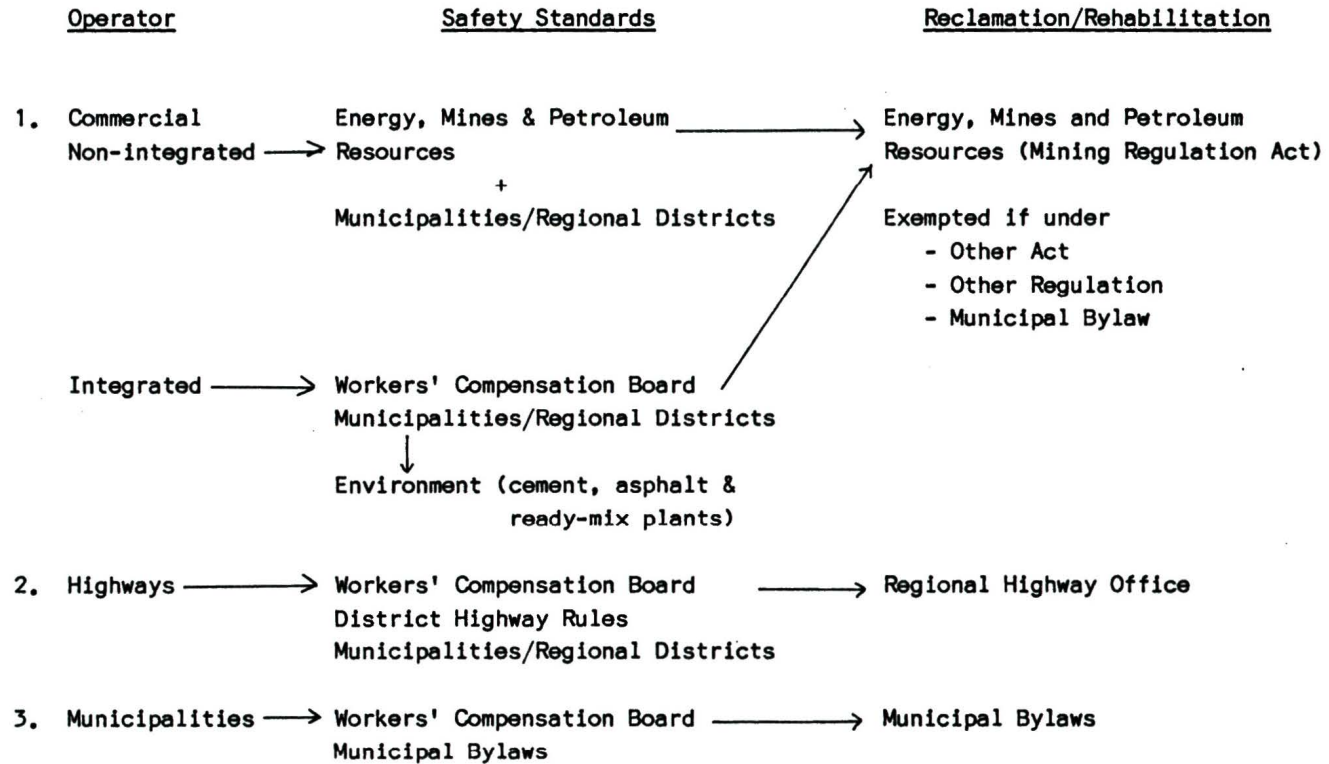 Operator Safety Standards Reclamation/Rehabilitation
1. Commercial Energy, Mines & Petroleum Energy, Mines and Petroleum
Non-integrated Resources Resources (Mining Regulation Act)
+
Municipalities/Regional Districts Exempted if under
- Other Act
- Other Regulation
- Municipal Bylaw
Integrated Workers' Compensation Board
Municipalities/Regional Districts
Environment (cement, asphalt &
ready-mix plants)
2. Highways Workers' Compensation Board Regional Highway Office
District Highway Rules
Municipalities/Regional Districts
3. Municipalities Workers' Compensation Board Municipal Bylaws
Municipal Bylaws